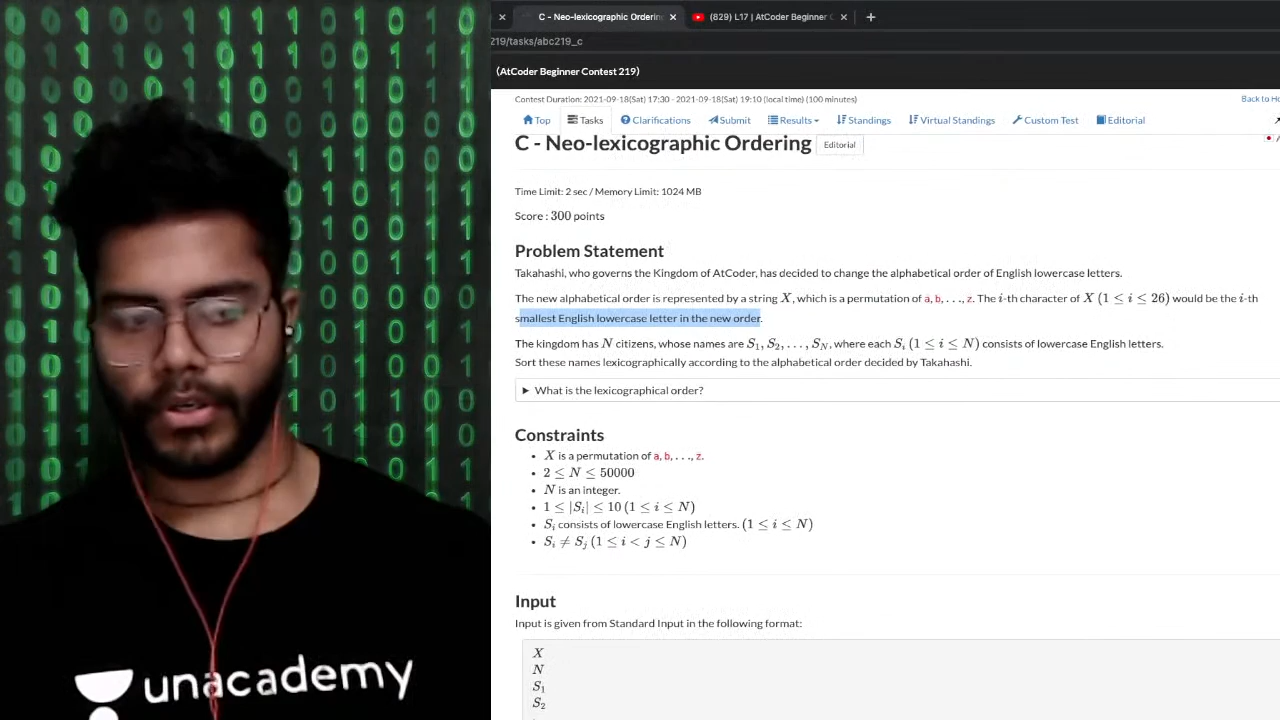 C - Neo-lexicographic Ordering
(829) L17 | AtCoder Beginner
219/tasks/abc219_c
(AtCoder Beginner Contest 219)
Contest Duration: 2021-09-18(Sat) 17:30 - 2021-09-18(Sat) 19:10 (local time) (100 minutes)
Back to Ho
Top Tasks Clarifications Submit Results Standings Virtual Standings Custom Test Editorial
C - Neo-lexicographic Ordering Editorial
Time Limit: 2 sec / Memory Limit: 1024 MB
Score : 300 points
Problem Statement
Takahashi, who governs the Kingdom of AtCoder, has decided to change the alphabetical order of English lowercase letters.
The new alphabetical order is represented by a string X, which is a permutation of a, b, . . ., z. The i-th character of X (1 ≤ i ≤ 26) would be the i-th
smallest English lowercase letter in the new order.
The kingdom has N citizens, whose names are S1, S2, . . . , SN, where each Si (1 ≤ i ≤ N) consists of lowercase English letters.
Sort these names lexicographically according to the alphabetical order decided by Takahashi.
▶ What is the lexicographical order?
Constraints
• X is a permutation of a, b, . . ., z.
• 2 ≤ N ≤ 50000
• N is an integer.
• 1 ≤ |Si| ≤ 10 (1 ≤ i ≤ N)
• Si consists of lowercase English letters. (1 ≤ i ≤ N)
• Si ≠ Sj (1 ≤ i < j ≤ N)
Input
Input is given from Standard Input in the following format:
X
N
S1
S2
unacademy